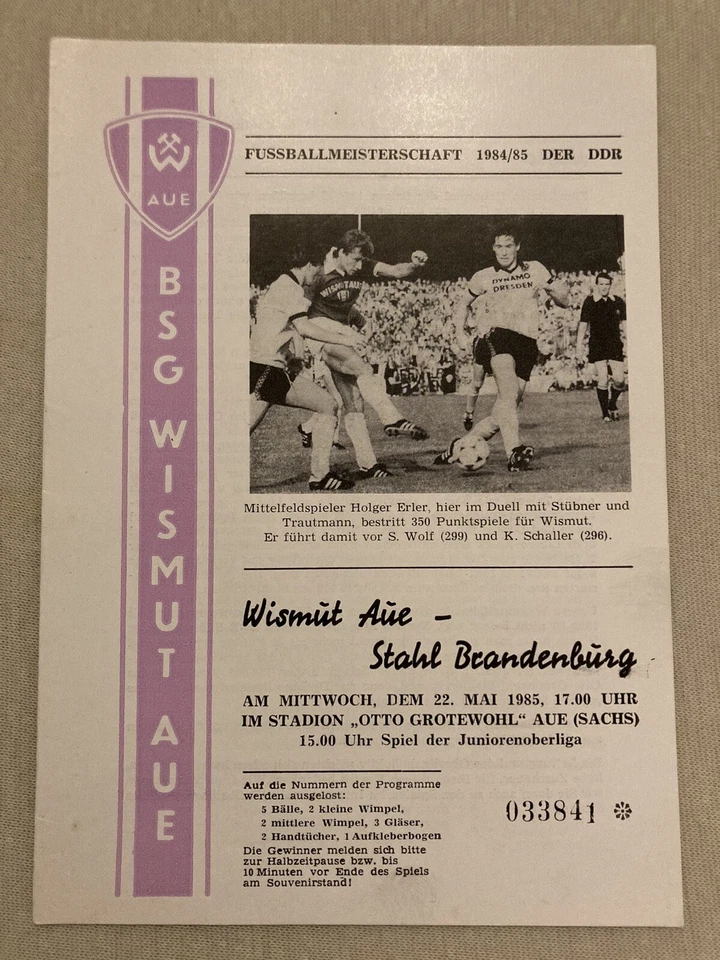 AUE
BSG WISMUT AUE
FUSSBALLMEISTERSCHAFT 1984/85 DER DDR
WISMUT AUE
DYNAMO
DRESDEN
Mittelfeldspieler Holger Erler, hier im Duell mit Stübner und
Trautmann, bestritt 350 Punktspiele für Wismut.
Er führt damit vor S. Wolf (299) und K. Schaller (296).
Wismut Aue –
Stahl Brandenburg
AM MITTWOCH, DEM 22. MAI 1985, 17.00 UHR
IM STADION „OTTO GROTEWOHL“ AUE (SACHS)
15.00 Uhr Spiel der Juniorenoberliga
Auf die Nummern der Programme
werden ausgelost:
5 Bälle, 2 kleine Wimpel,
2 mittlere Wimpel, 3 Gläser,
2 Handtücher, 1 Aufkleberbogen
Die Gewinner melden sich bitte
zur Halbzeitpause bzw. bis
10 Minuten vor Ende des Spiels
am Souvenirstand!
033841